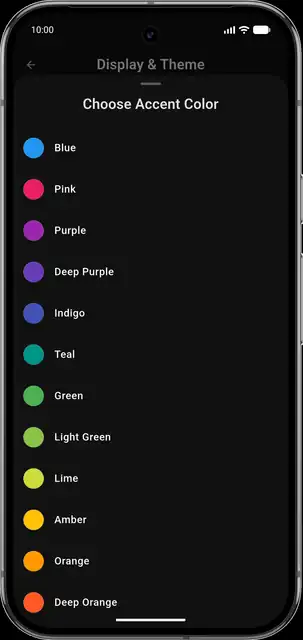 10:00
Display & Theme
Choose Accent Color
Blue
Pink
Purple
Deep Purple
Indigo
Teal
Green
Light Green
Lime
Amber
Orange
Deep Orange